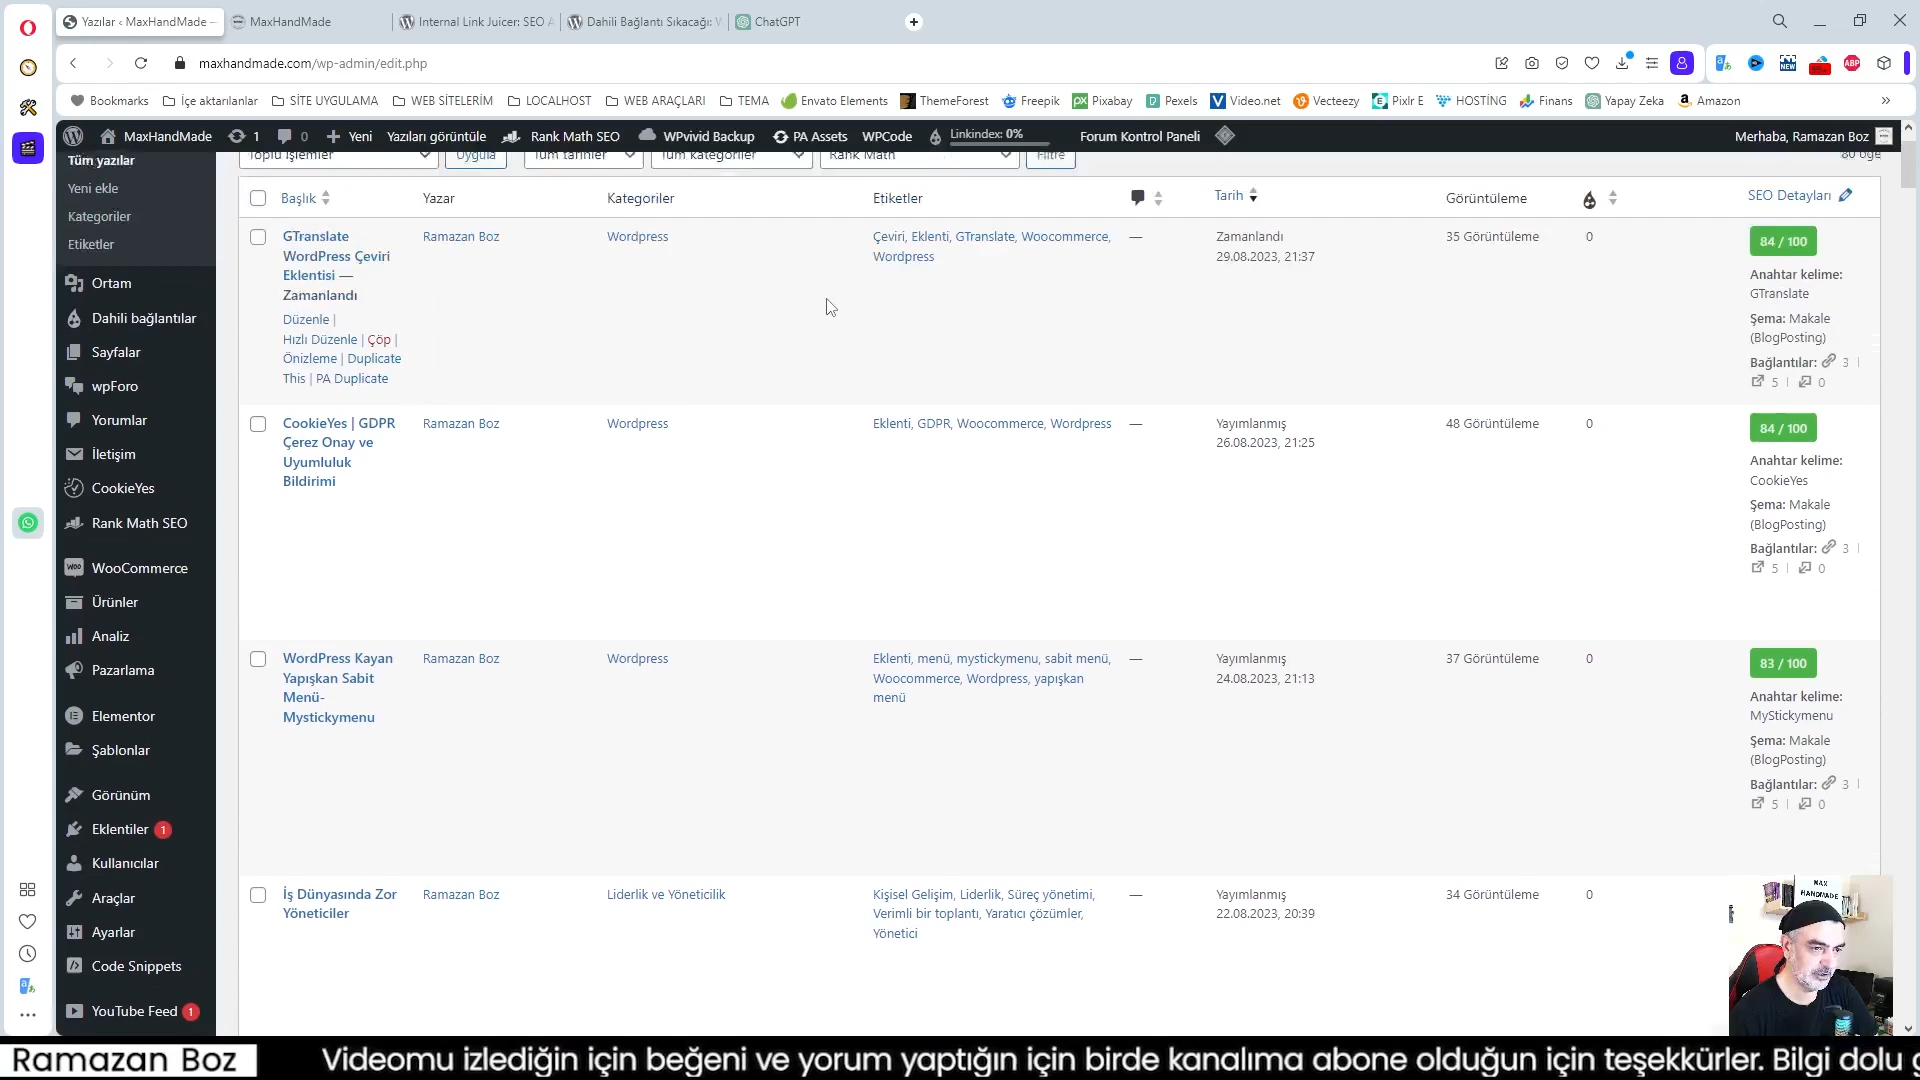 Yazılar ‹ MaxHandMade —
MaxHandMade
Internal Link Juicer: SEO A
Dahili Bağlantı Sıkacağı: W
ChatGPT
maxhandmade.com/wp-admin/edit.php
Bookmarks
İçe aktarılanlar
SİTE UYGULAMA
WEB SİTELERİM
LOCALHOST
WEB ARAÇLARI
TEMA
Envato Elements
ThemeForest
Freepik
Pixabay
Pexels
Video.net
Vecteezy
Pixlr E
HOSTİNG
Finans
Yapay Zeka
Amazon
MaxHandMade
1
0
Yeni
Yazıları görüntüle
Rank Math SEO
WPvivid Backup
PA Assets
WPCode
Linkindex: 0%
Forum Kontrol Paneli
Merhaba, Ramazan Boz
Tüm yazılar
Yeni ekle
Kategoriler
Etiketler
Ortam
Dahili bağlantılar
Sayfalar
wpForo
Yorumlar
İletişim
CookieYes
Rank Math SEO
WooCommerce
Ürünler
Analiz
Pazarlama
Elementor
Şablonlar
Görünüm
Eklentiler 1
Kullanıcılar
Araçlar
Ayarlar
Code Snippets
YouTube Feed 1
Toplu işlemler
Uygula
Tüm tarihler
Tüm kategoriler
Rank Math
Filtre
80 öge
Başlık
Yazar
Kategoriler
Etiketler
Tarih
Görüntüleme
SEO Detayları
GTranslate
WordPress Çeviri
Eklentisi —
Zamanlandı
Düzenle |
Hızlı Düzenle | Çöp |
Önizleme | Duplicate
This | PA Duplicate
Ramazan Boz
Wordpress
Çeviri, Eklenti, GTranslate, Woocommerce,
Wordpress
—
Zamanlandı
29.08.2023, 21:37
35 Görüntüleme
0
84 / 100
Anahtar kelime:
GTranslate
Şema: Makale
(BlogPosting)
Bağlantılar: 3 |
5 | 0
CookieYes | GDPR
Çerez Onay ve
Uyumluluk
Bildirimi
Ramazan Boz
Wordpress
Eklenti, GDPR, Woocommerce, Wordpress
—
Yayımlanmış
26.08.2023, 21:25
48 Görüntüleme
0
84 / 100
Anahtar kelime:
CookieYes
Şema: Makale
(BlogPosting)
Bağlantılar: 3 |
5 | 0
WordPress Kayan
Yapışkan Sabit
Menü-
Mystickymenu
Ramazan Boz
Wordpress
Eklenti, menü, mystickymenu, sabit menü,
Woocommerce, Wordpress, yapışkan
menü
—
Yayımlanmış
24.08.2023, 21:13
37 Görüntüleme
0
83 / 100
Anahtar kelime:
MyStickymenu
Şema: Makale
(BlogPosting)
Bağlantılar: 3 |
5 | 0
İş Dünyasında Zor
Yöneticiler
Ramazan Boz
Liderlik ve Yöneticilik
Kişisel Gelişim, Liderlik, Süreç yönetimi,
Verimli bir toplantı, Yaratıcı çözümler,
Yönetici
—
Yayımlanmış
22.08.2023, 20:39
34 Görüntüleme
0
MAX
HANDMADE
Ramazan Boz
Videomu izlediğin için beğeni ve yorum yaptığın için birde kanalıma abone olduğun için teşekkürler. Bilgi dolu g